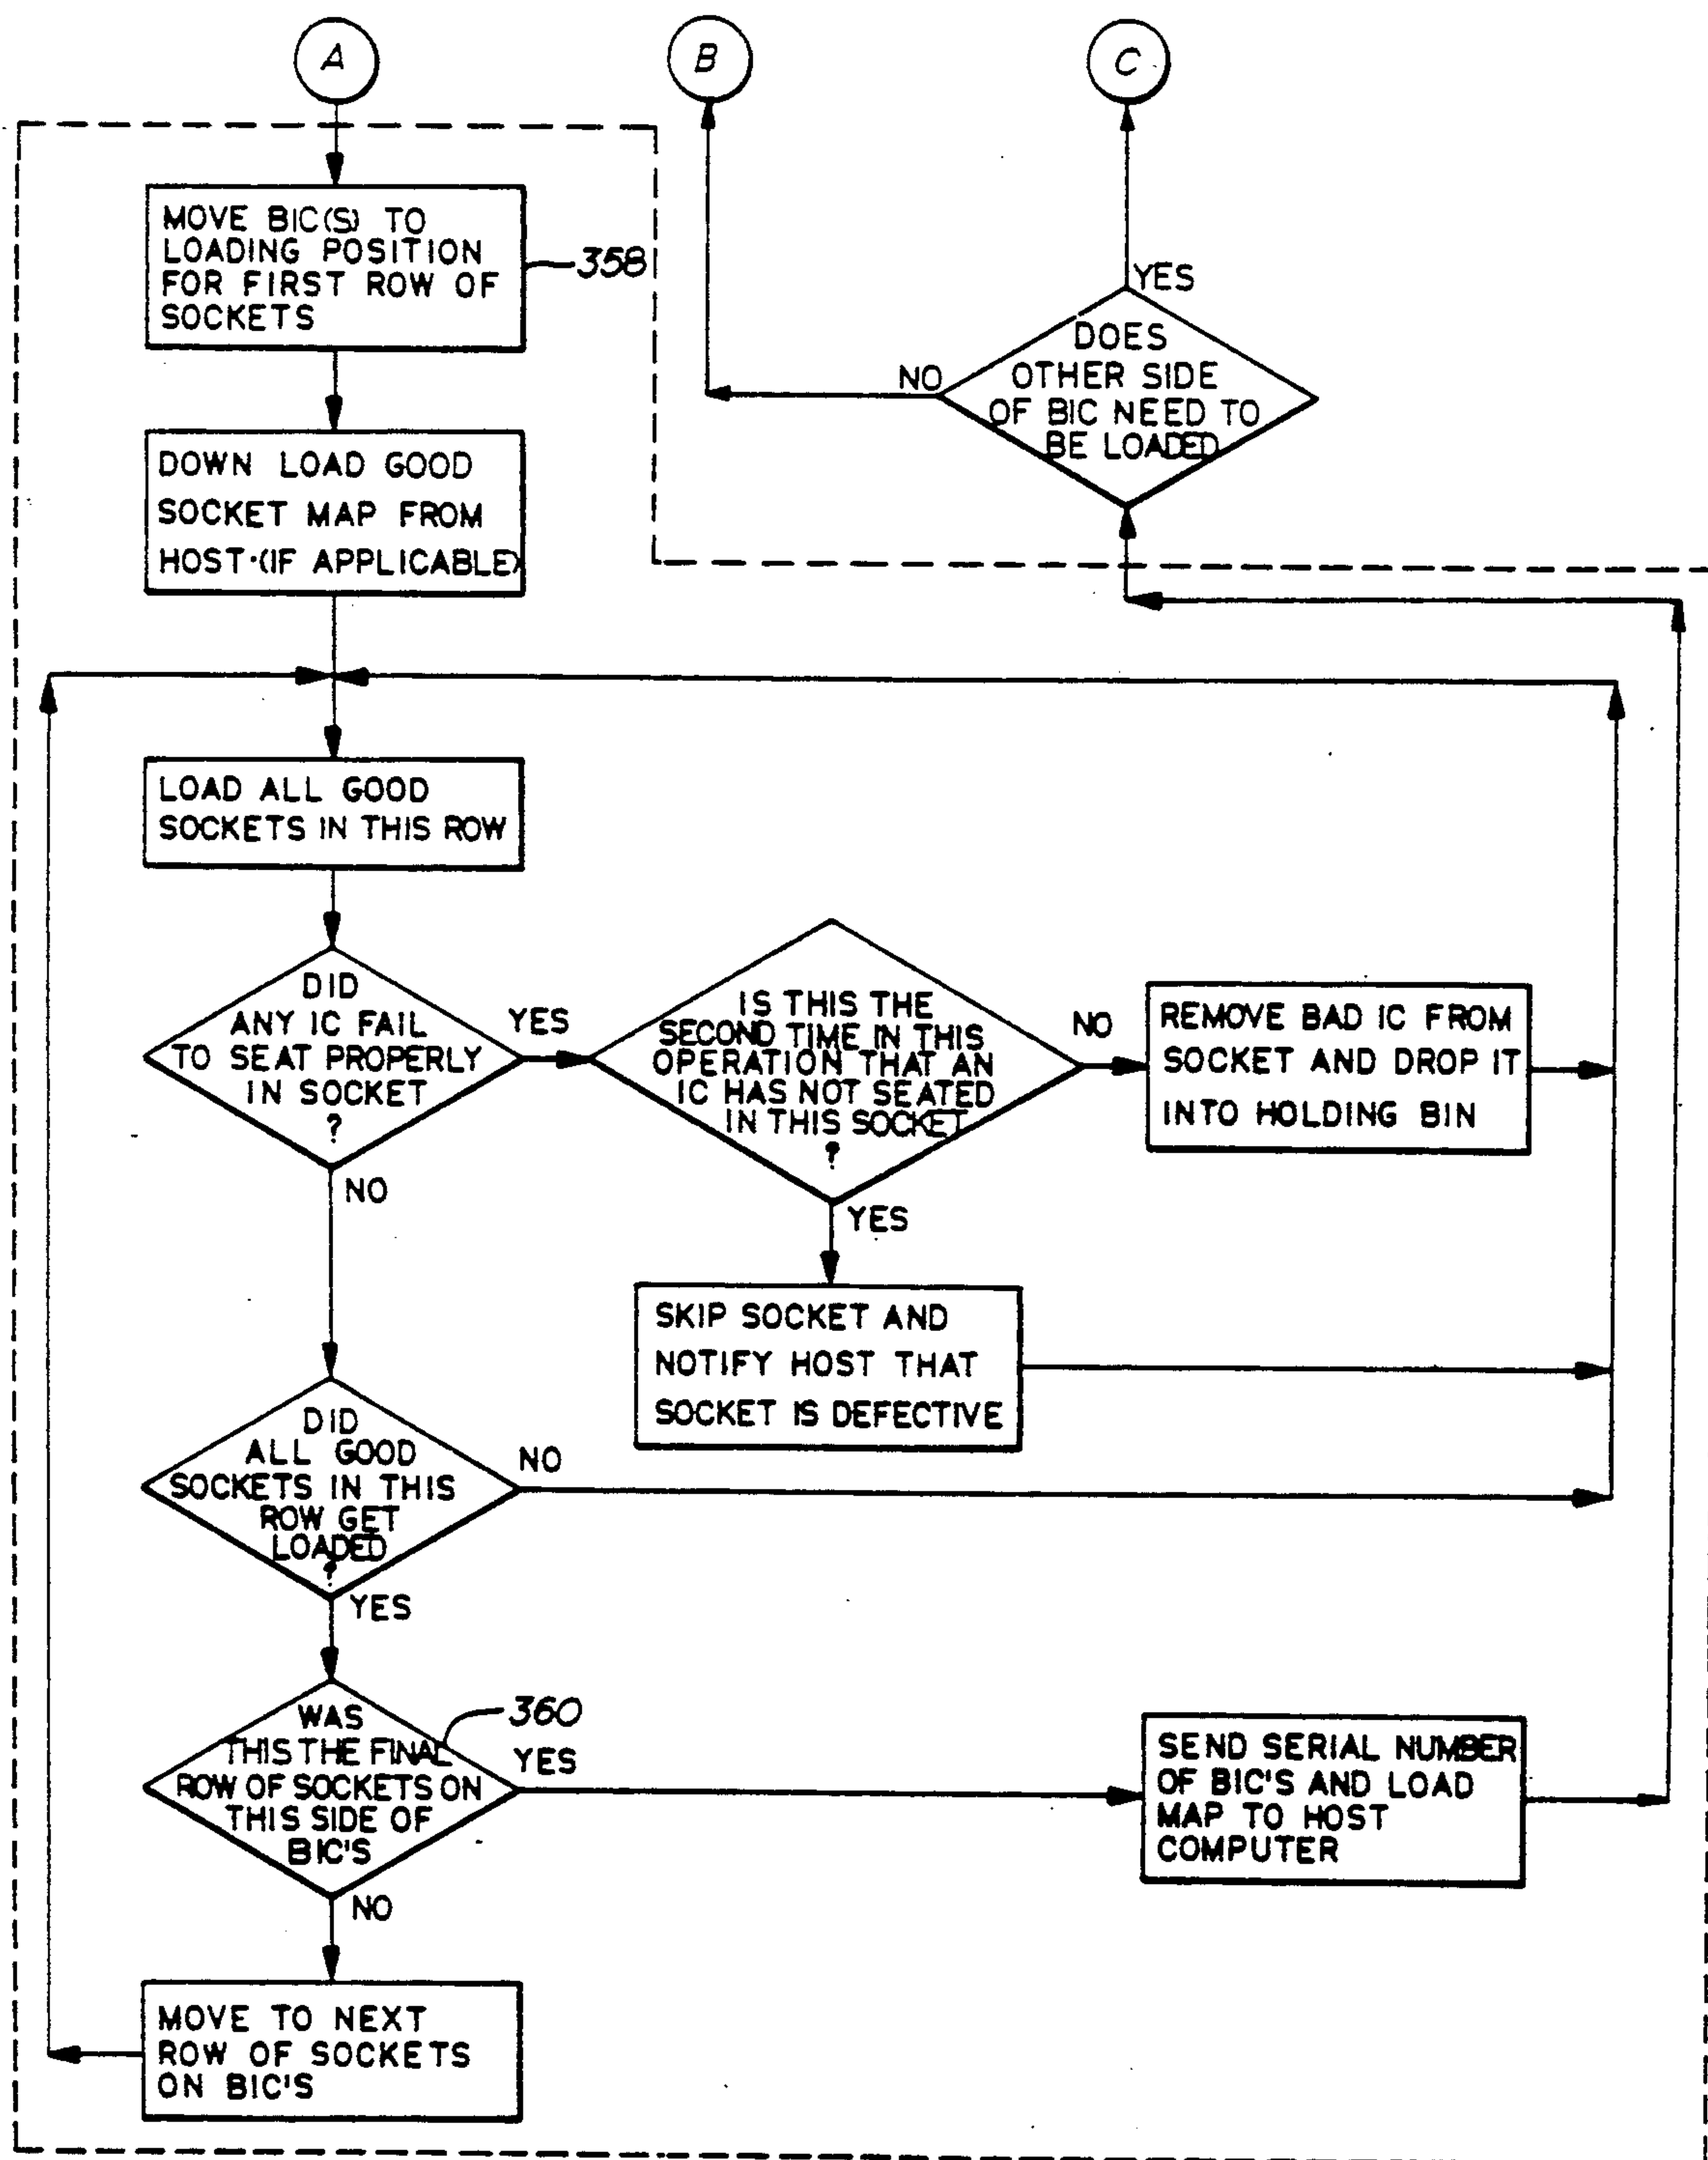 A
B
C
MOVE BIC(S) TO
LOADING POSITION
FOR FIRST ROW OF
SOCKETS
358
DOWN LOAD GOOD
SOCKET MAP FROM
HOST·(IF APPLICABLE)
YES
DOES
OTHER SIDE
OF BIC NEED TO
BE LOADED
NO
LOAD ALL GOOD
SOCKETS IN THIS ROW
DID
ANY IC FAIL
TO SEAT PROPERLY
IN SOCKET
?
YES
NO
IS THIS THE
SECOND TIME IN THIS
OPERATION THAT AN
IC HAS NOT SEATED
IN THIS SOCKET
?
NO
YES
REMOVE BAD IC FROM
SOCKET AND DROP IT
INTO HOLDING BIN
SKIP SOCKET AND
NOTIFY HOST THAT
SOCKET IS DEFECTIVE
DID
ALL GOOD
SOCKETS IN THIS
ROW GET
LOADED
?
NO
YES
WAS
THIS THE FINAL
ROW OF SOCKETS ON
THIS SIDE OF
BIC'S
360
YES
NO
SEND SERIAL NUMBER
OF BIC'S AND LOAD
MAP TO HOST
COMPUTER
MOVE TO NEXT
ROW OF SOCKETS
ON BIC'S